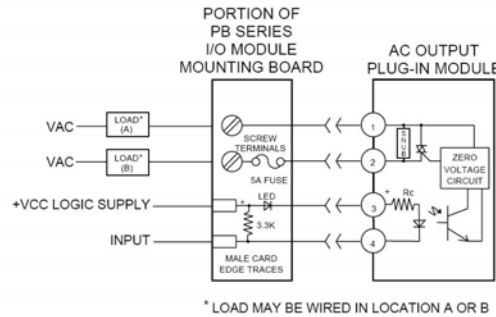 PORTION OF
PB SERIES
I/O MODULE
MOUNTING BOARD
AC OUTPUT
PLUG-IN MODULE
VAC
LOAD*
(A)
1
SCREW
TERMINALS
SNUB
VAC
LOAD*
(B)
2
ZERO
VOLTAGE
CIRCUIT
5A FUSE
+VCC LOGIC SUPPLY
+
LED
3
+
Rc
3.3K
INPUT
4
MALE CARD
EDGE TRACES
* LOAD MAY BE WIRED IN LOCATION A OR B